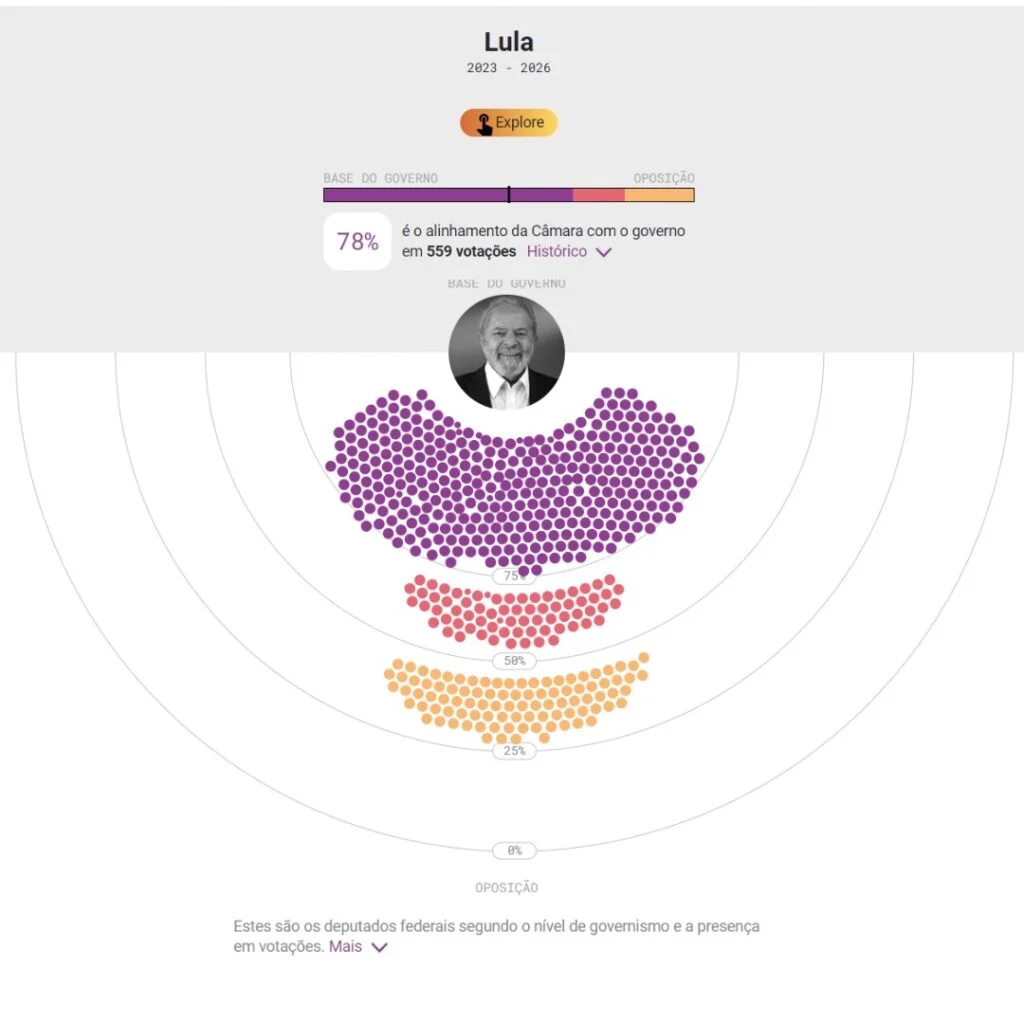 Lula
2023 - 2026
Explore
BASE DO GOVERNO
OPOSIÇÃO
78%
é o alinhamento da Câmara com o governo
em 559 votações Histórico
BASE DO GOVERNO
75%
50%
25%
0%
OPOSIÇÃO
Estes são os deputados federais segundo o nível de governismo e a presença
em votações. Mais